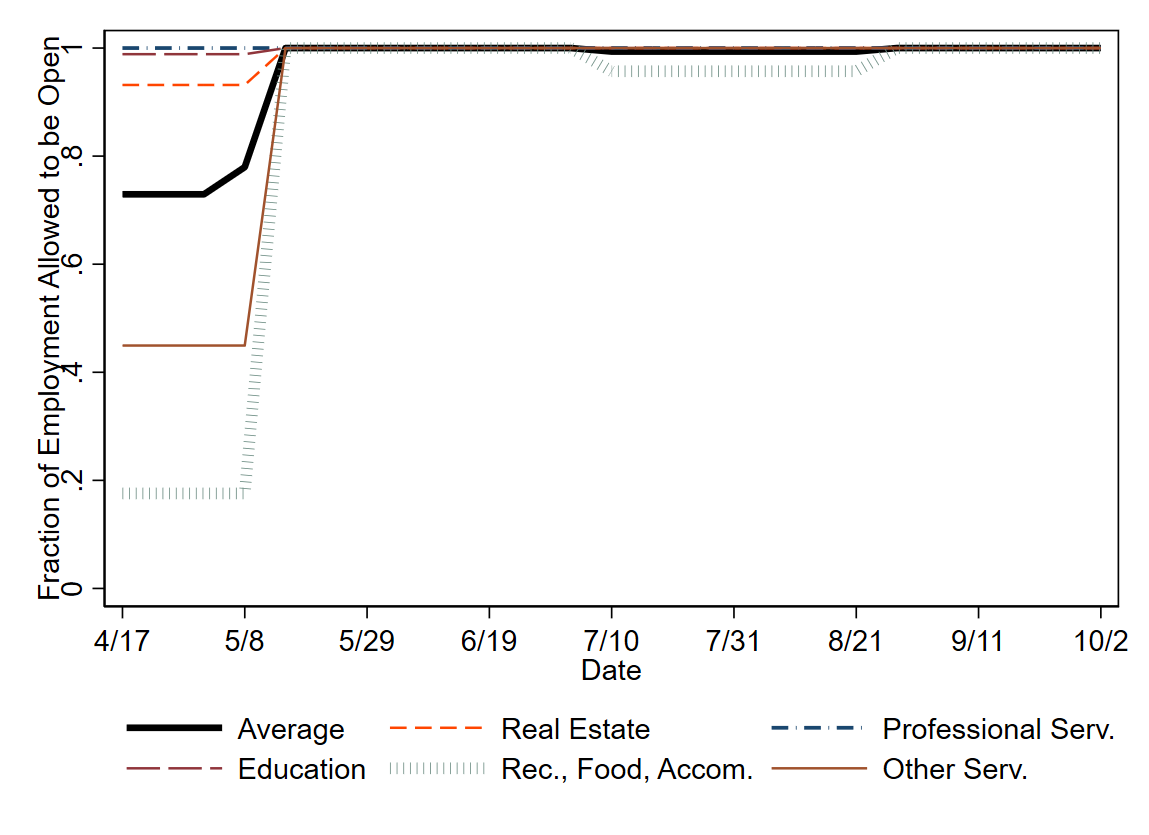 Fraction of Employment Allowed to be Open
1
.8
.6
.4
.2
0
4/17 5/8 5/29 6/19 7/10 7/31 8/21 9/11 10/2
Date
Average Real Estate Professional Serv.
Education Rec., Food, Accom. Other Serv.